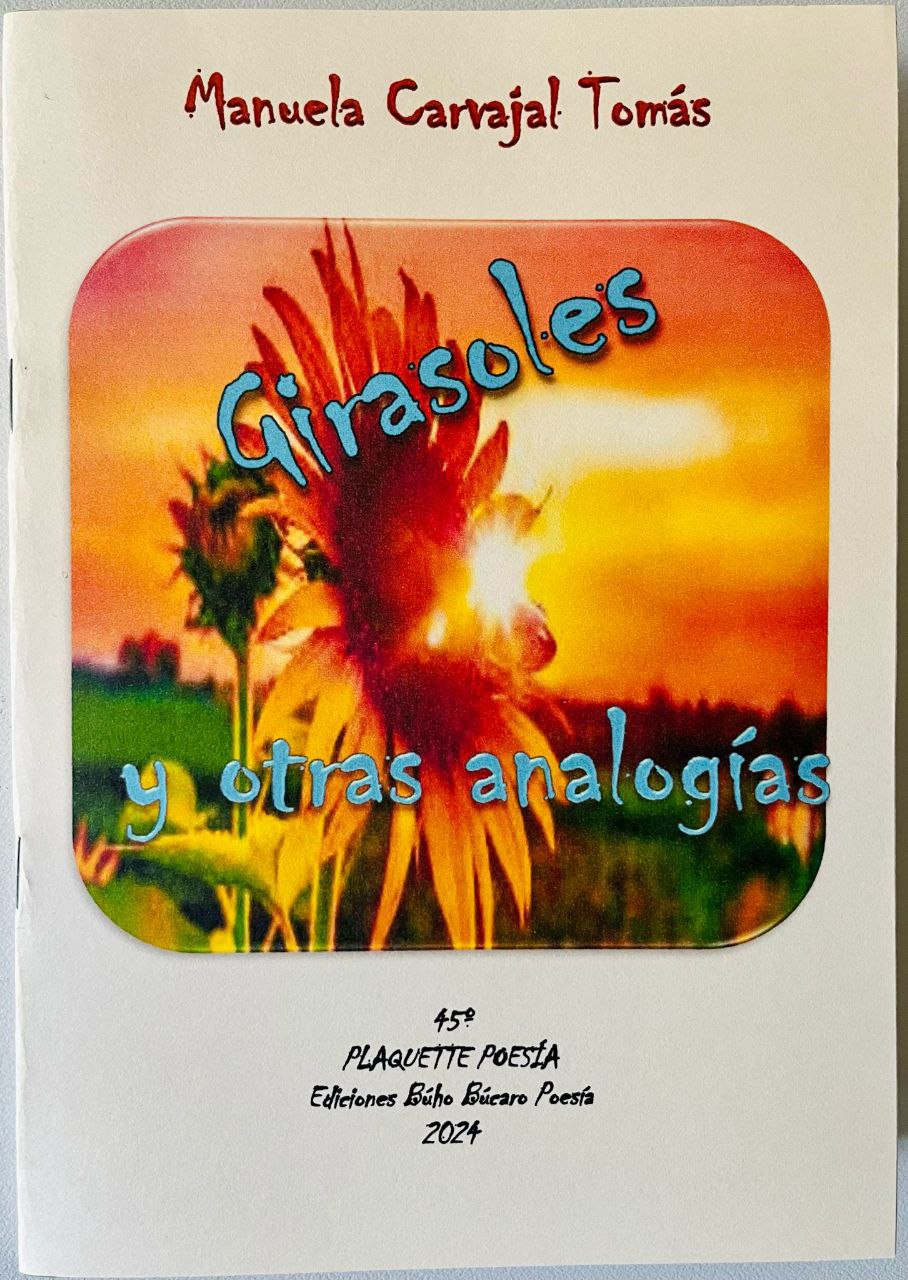 Manuela Carvajal Tomás
Girasoles
y otras analogías
45º
PLAQUETTE POESÍA
Ediciones Búho Búcaro Poesía
2024